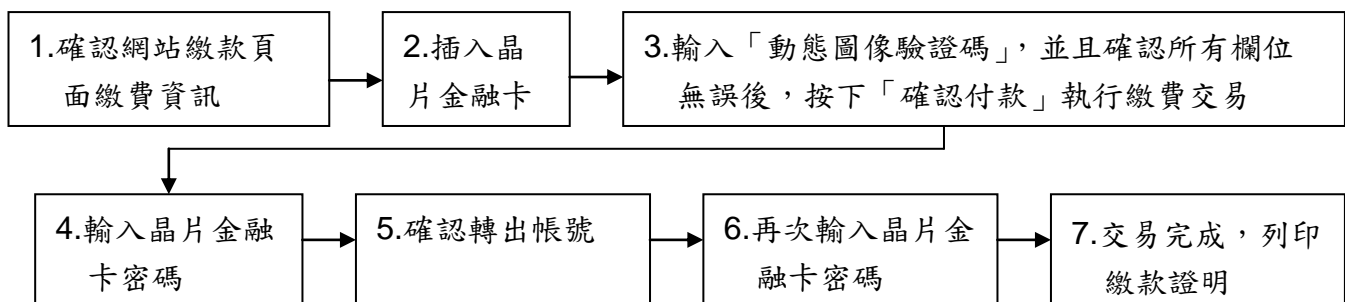 1.確認網站繳款頁
面繳費資訊
2.插入晶
片金融卡
3.輸入「動態圖像驗證碼」，並且確認所有欄位
無誤後，按下「確認付款」執行繳費交易
4.輸入晶片金融
卡密碼
5.確認轉出帳號
6.再次輸入晶片金
融卡密碼
7.交易完成，列印
繳款證明